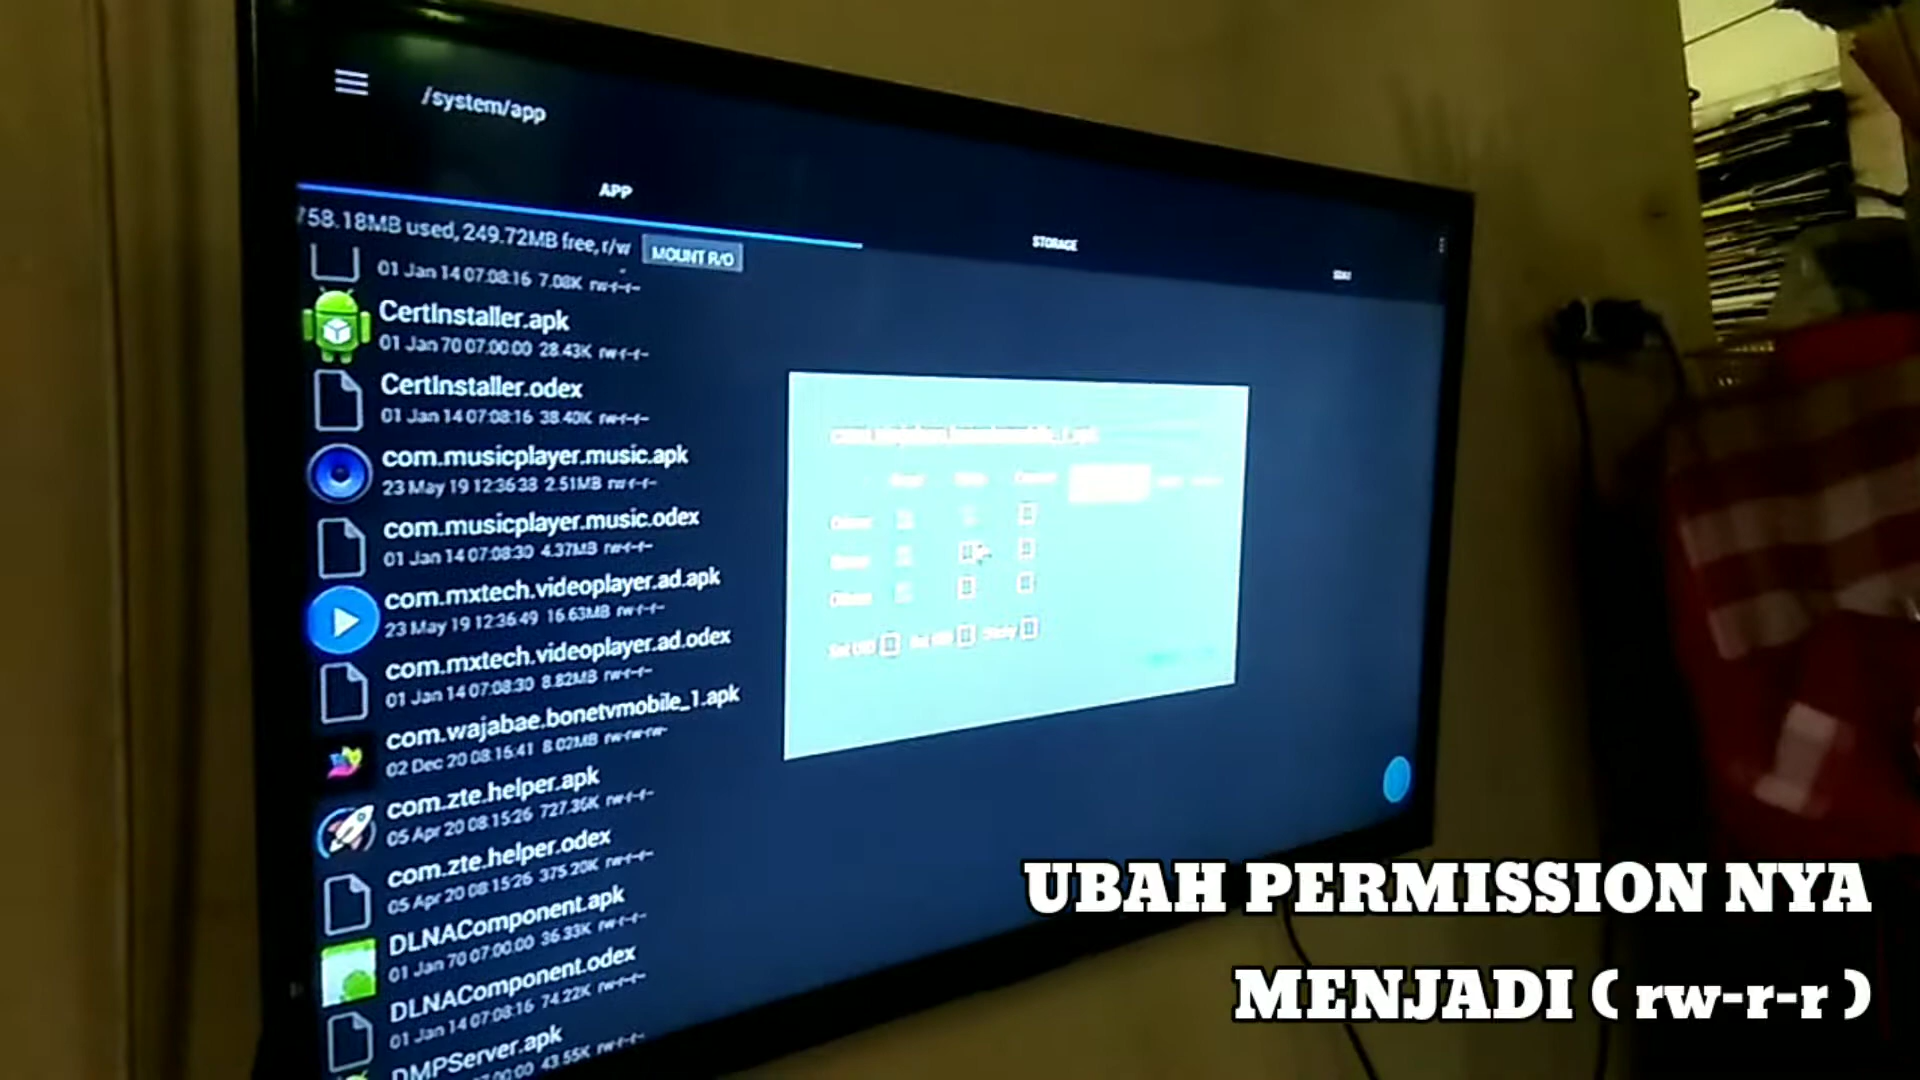 /system/app
APP
STORAGE
758.18MB used, 249.72MB free, r/w MOUNT R/O
01 Jan 14 07:08:16 7.08K rw-r--r--
CertInstaller.apk
01 Jan 70 07:00:00 28.43K rw-r--r--
CertInstaller.odex
01 Jan 14 07:08:16 38.40K rw-r--r--
com.musicplayer.music.apk
23 May 19 12:36:38 2.51MB rw-r--r--
com.musicplayer.music.odex
01 Jan 14 07:08:30 4.37MB rw-r--r--
com.mxtech.videoplayer.ad.apk
23 May 19 12:36:49 16.63MB rw-r--r--
com.mxtech.videoplayer.ad.odex
01 Jan 14 07:08:30 8.82MB rw-r--r--
com.wajabae.bonetvmobile_1.apk
02 Dec 20 08:15:41 8.02MB rw-rw-rw-
com.zte.helper.apk
05 Apr 20 08:15:26 727.36K rw-r--r--
com.zte.helper.odex
05 Apr 20 08:15:26 375.20K rw-r--r--
DLNAComponent.apk
01 Jan 70 07:00:00 36.33K rw-r--r--
DLNAComponent.odex
01 Jan 14 07:08:16 74.22K rw-r--r--
DMPServer.apk
43.55K rw-r--r--
Set UID Sticky
UBAH PERMISSION NYA
MENJADI ( rw-r-r )